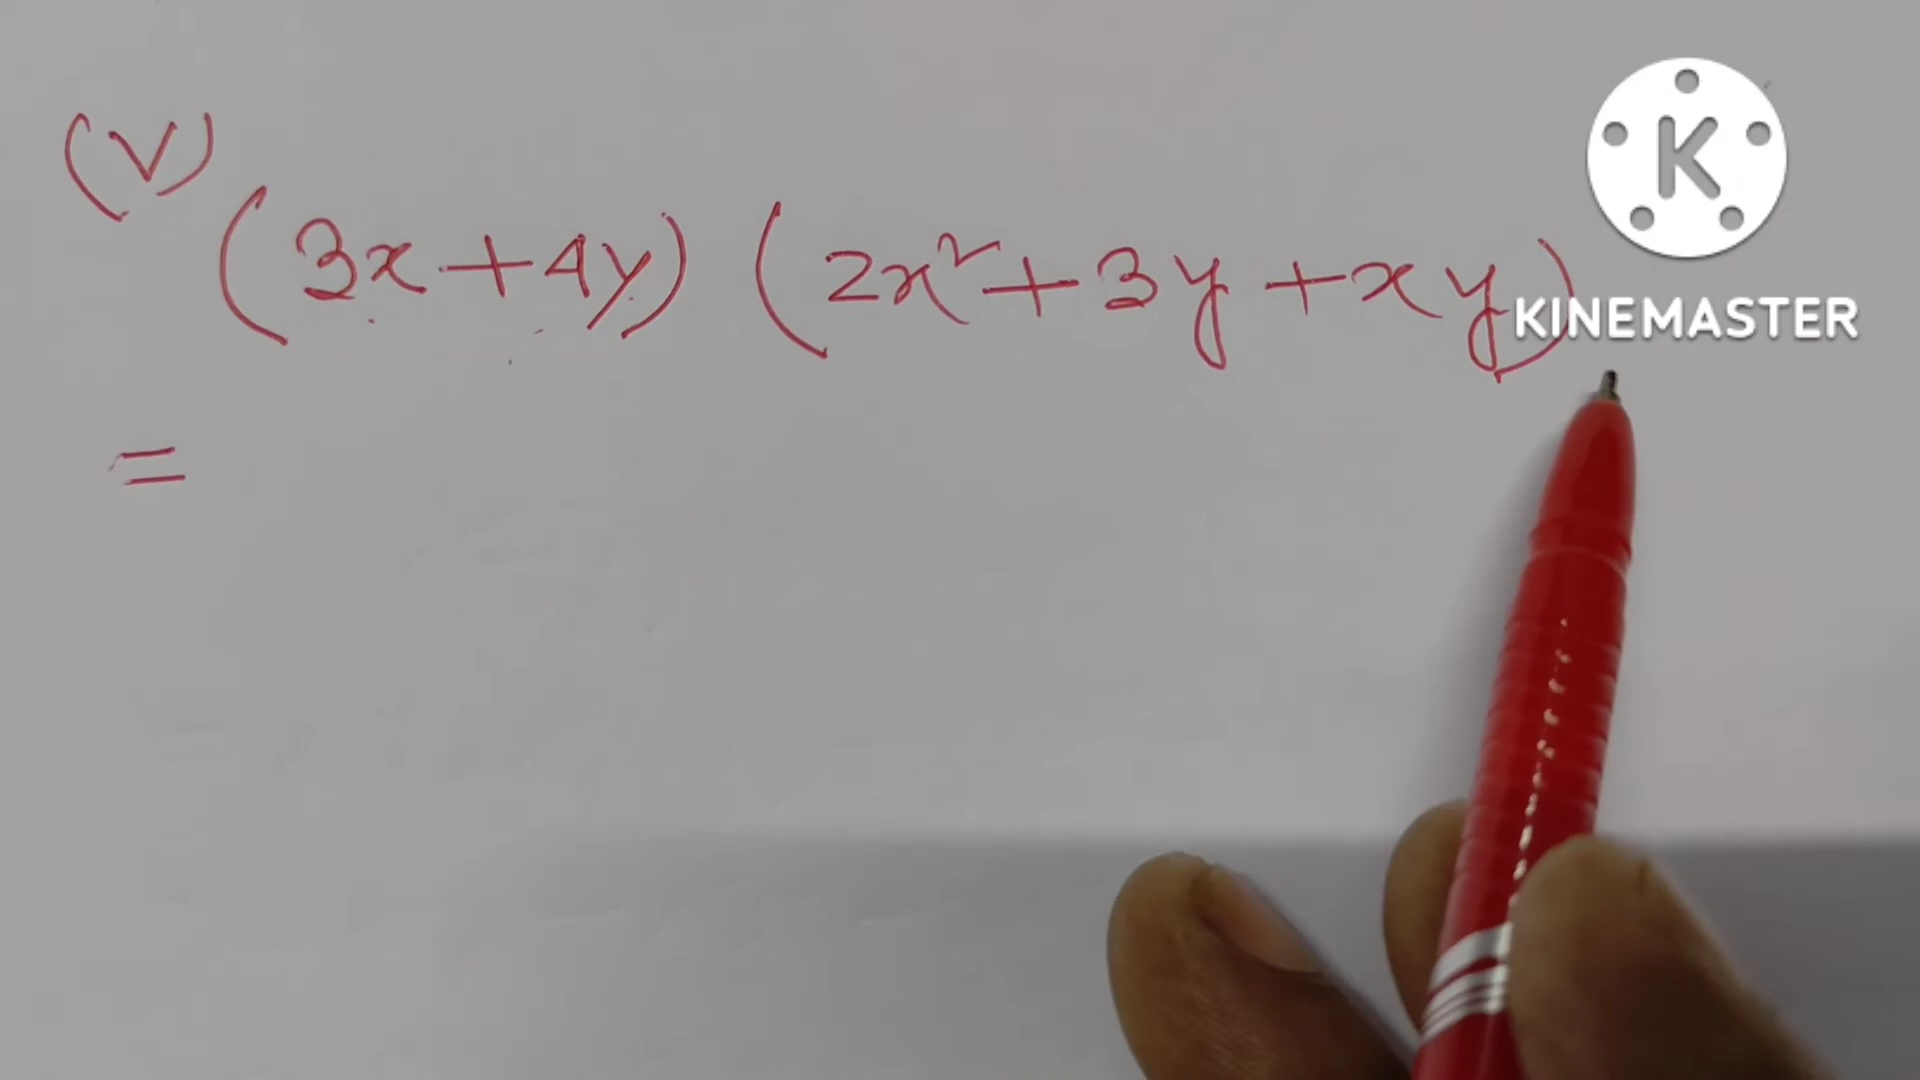 (V)
(3x+4y) (2x²+3y+xy)
=
K
KINEMASTER